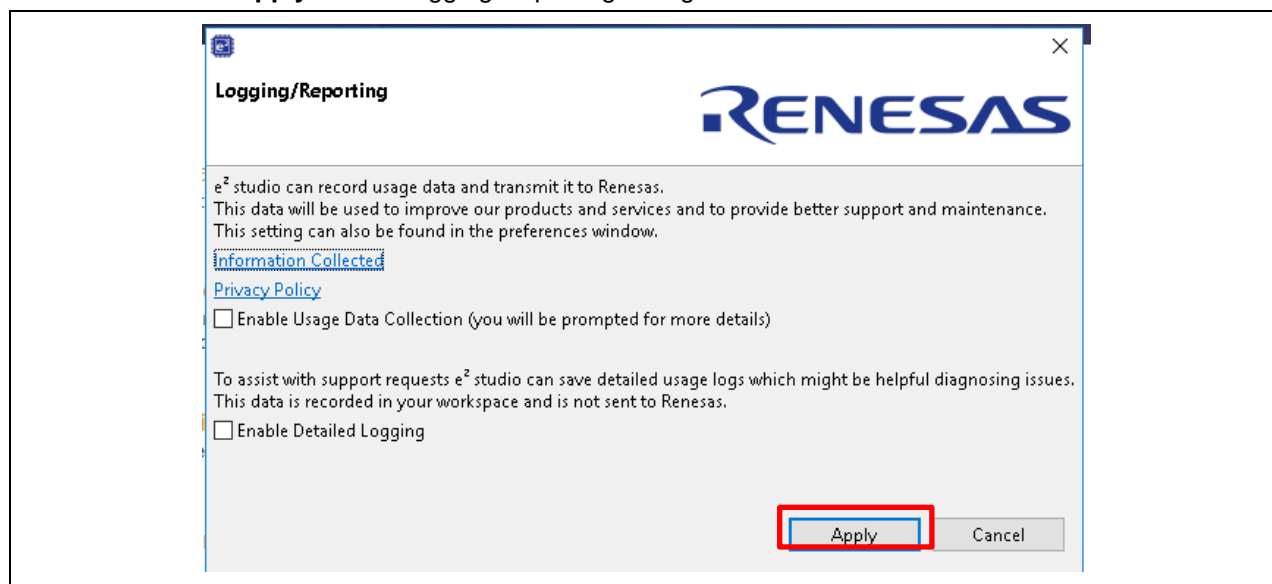 Apply
Logging/Reporting
RENESAS
e² studio can record usage data and transmit it to Renesas.
This data will be used to improve our products and services and to provide better support and maintenance.
This setting can also be found in the preferences window.
Information Collected
Privacy Policy
Enable Usage Data Collection (you will be prompted for more details)
To assist with support requests e² studio can save detailed usage logs which might be helpful diagnosing issues.
This data is recorded in your workspace and is not sent to Renesas.
Enable Detailed Logging
Apply Cancel